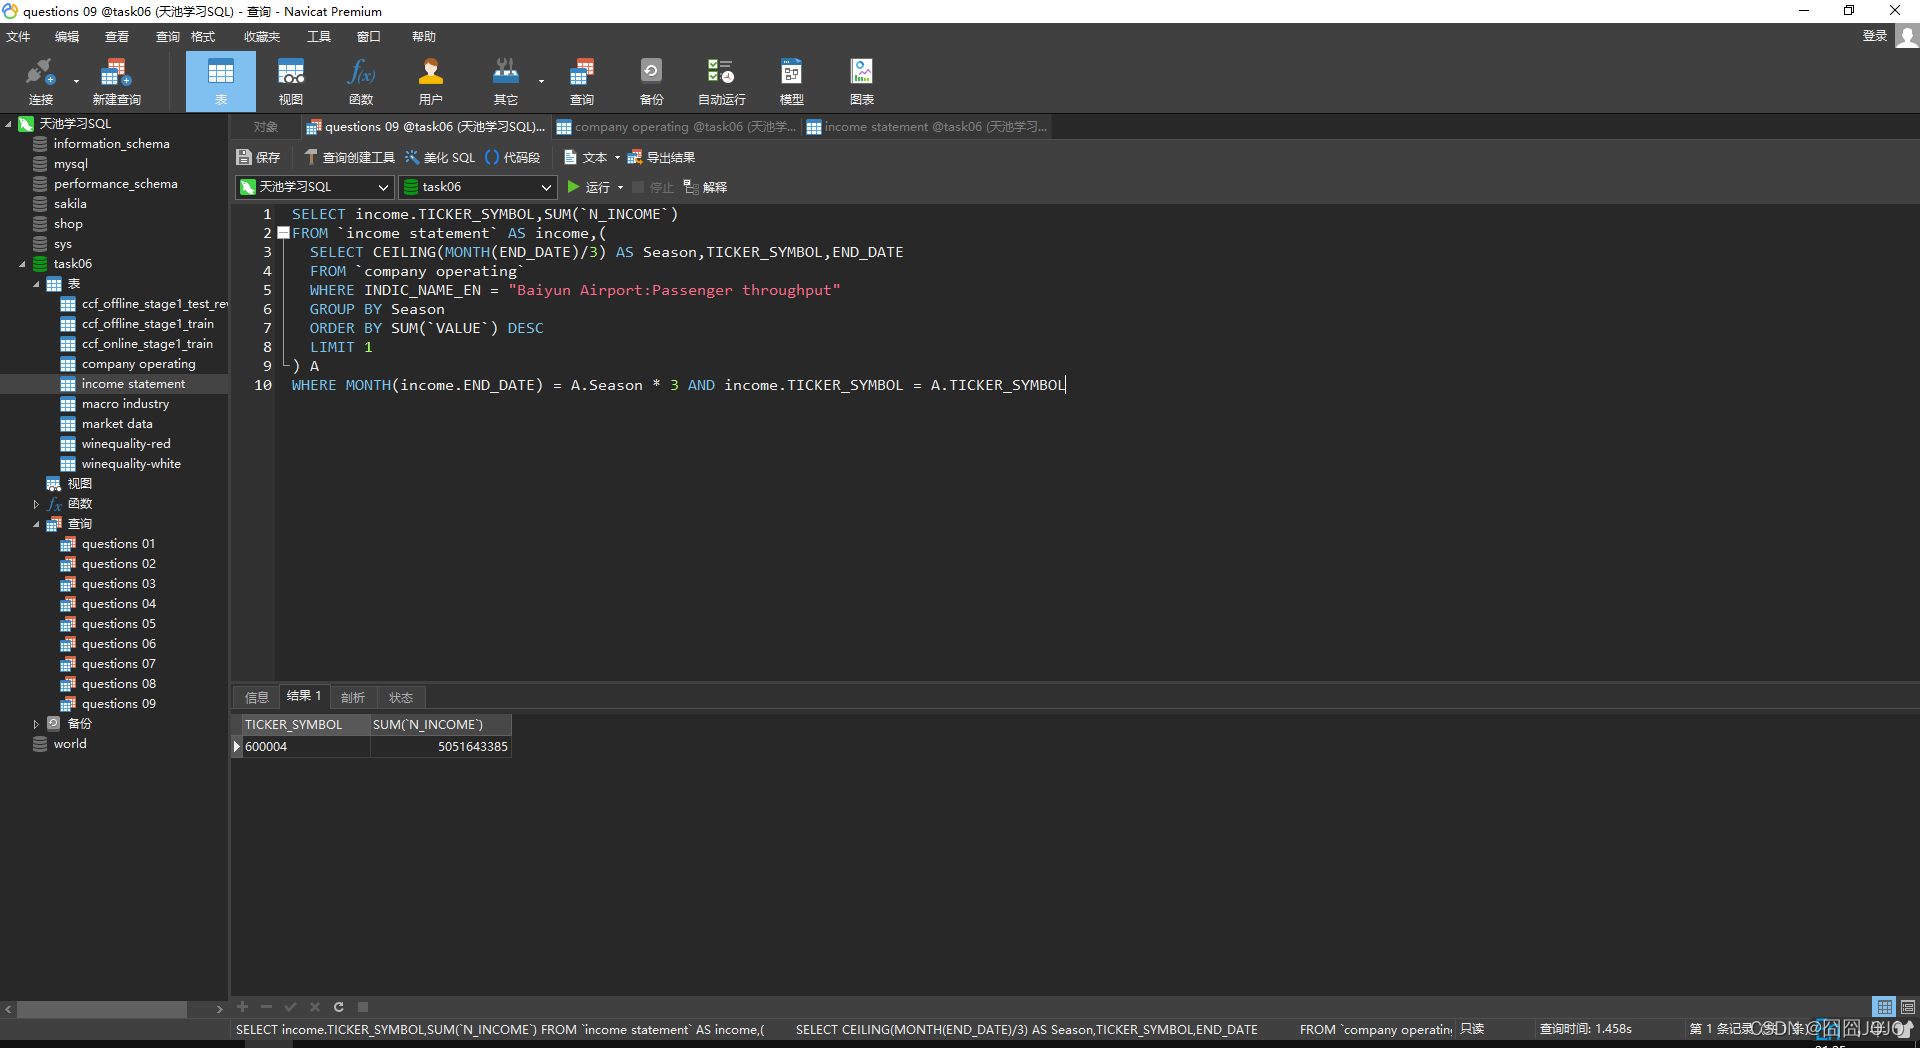 questions 09 @task06 (天池学习SQL) - 查询 - Navicat Premium
文件 编辑 查看 查询 格式 收藏夹 工具 窗口 帮助 登录
连接 新建查询 表 视图 函数 用户 其它 查询 备份 自动运行 模型 图表
天池学习SQL
information_schema
mysql
performance_schema
sakila
shop
sys
task06
表
ccf_offline_stage1_test_rev
ccf_offline_stage1_train
ccf_online_stage1_train
company operating
income statement
macro industry
market data
winequality-red
winequality-white
视图
函数
查询
questions 01
questions 02
questions 03
questions 04
questions 05
questions 06
questions 07
questions 08
questions 09
备份
world
对象 questions 09 @task06 (天池学习SQL)... company operating @task06 (天池学... income statement @task06 (天池学习...
保存 查询创建工具 美化 SQL 代码段 文本 导出结果
天池学习SQL task06 运行 停止 解释
1 SELECT income.TICKER_SYMBOL,SUM(`N_INCOME`)
2 FROM `income statement` AS income,(
3 SELECT CEILING(MONTH(END_DATE)/3) AS Season,TICKER_SYMBOL,END_DATE
4 FROM `company operating`
5 WHERE INDIC_NAME_EN = "Baiyun Airport:Passenger throughput"
6 GROUP BY Season
7 ORDER BY SUM(`VALUE`) DESC
8 LIMIT 1
9 ) A
10 WHERE MONTH(income.END_DATE) = A.Season * 3 AND income.TICKER_SYMBOL = A.TICKER_SYMBOL
信息 结果 1 剖析 状态
TICKER_SYMBOL SUM(`N_INCOME`)
600004 5051643385
SELECT income.TICKER_SYMBOL,SUM(`N_INCOME`) FROM `income statement` AS income,( SELECT CEILING(MONTH(END_DATE)/3) AS Season,TICKER_SYMBOL,END_DATE FROM `company operating 只读 查询时间: 1.458s 第 1 条记录
CSDN @囧囧JOJO